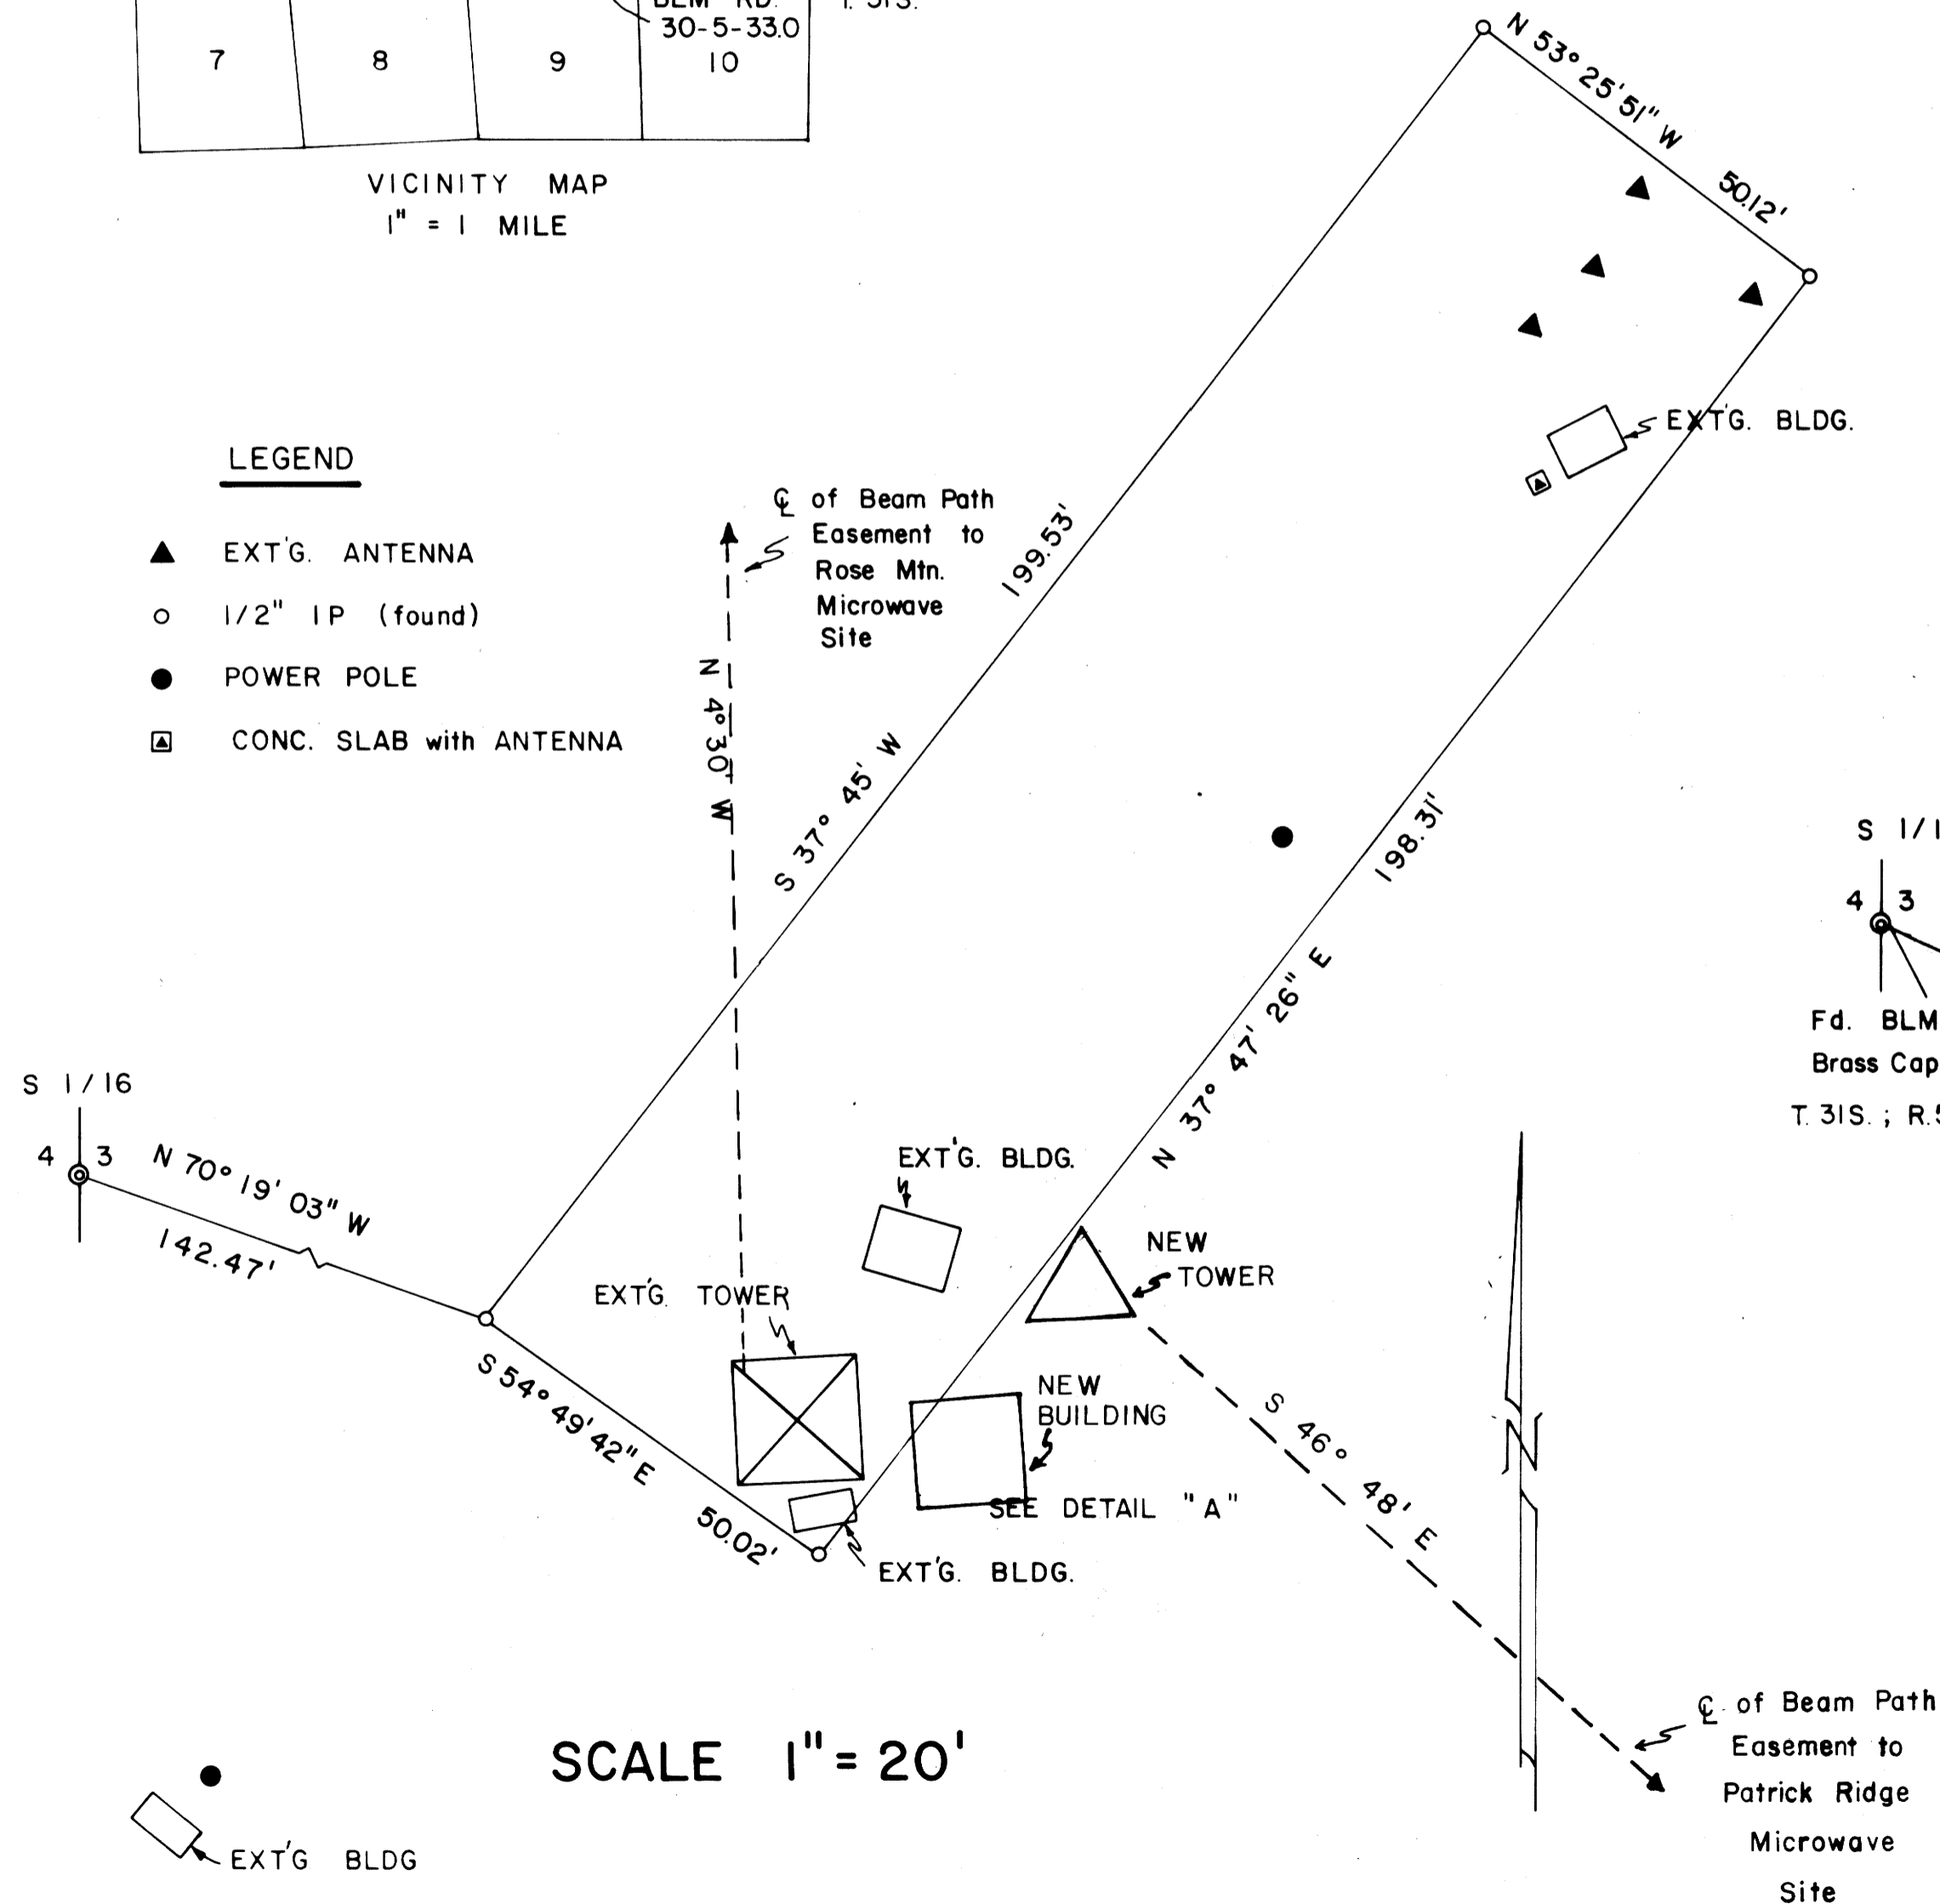 30-5-33.0
7 8 9 10
VICINITY MAP
1" = 1 MILE
N 53° 25' 51" W 50.12'
LEGEND
EXT'G. ANTENNA
1/2" IP (found)
POWER POLE
CONC. SLAB with ANTENNA
℄ of Beam Path
Easement to
Rose Mtn.
Microwave
Site
N 4° 30' W
199.53'
S 37° 45' W
EXT'G. BLDG.
198.31'
N 37° 47' 26" E
4 3
Fd. BLM
Brass Cap
T. 31S. ; R.
S 1/16
4 3
N 70° 19' 03" W
142.47'
EXT'G. BLDG.
NEW
TOWER
EXT'G. TOWER
S 54° 49' 42" E
50.02'
NEW
BUILDING
SEE DETAIL "A"
EXT'G. BLDG.
S 46° 48' E
N
℄ of Beam Path
Easement to
Patrick Ridge
Microwave
Site
SCALE 1" = 20'
EXT'G BLDG